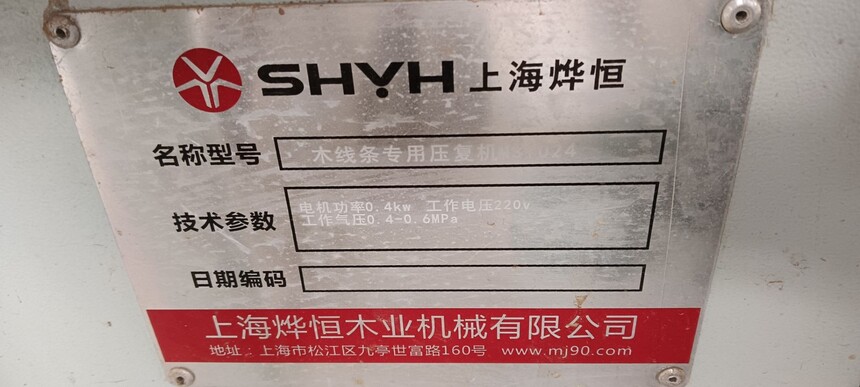 SHYH 上海烨恒
名称型号 木线条专用压复机
技术参数 电机功率0.4kw 工作电压220v
工作气压0.4-0.6MPa
日期编码
上海烨恒木业机械有限公司
地址：上海市松江区九亭世富路160号 www.mj90.com